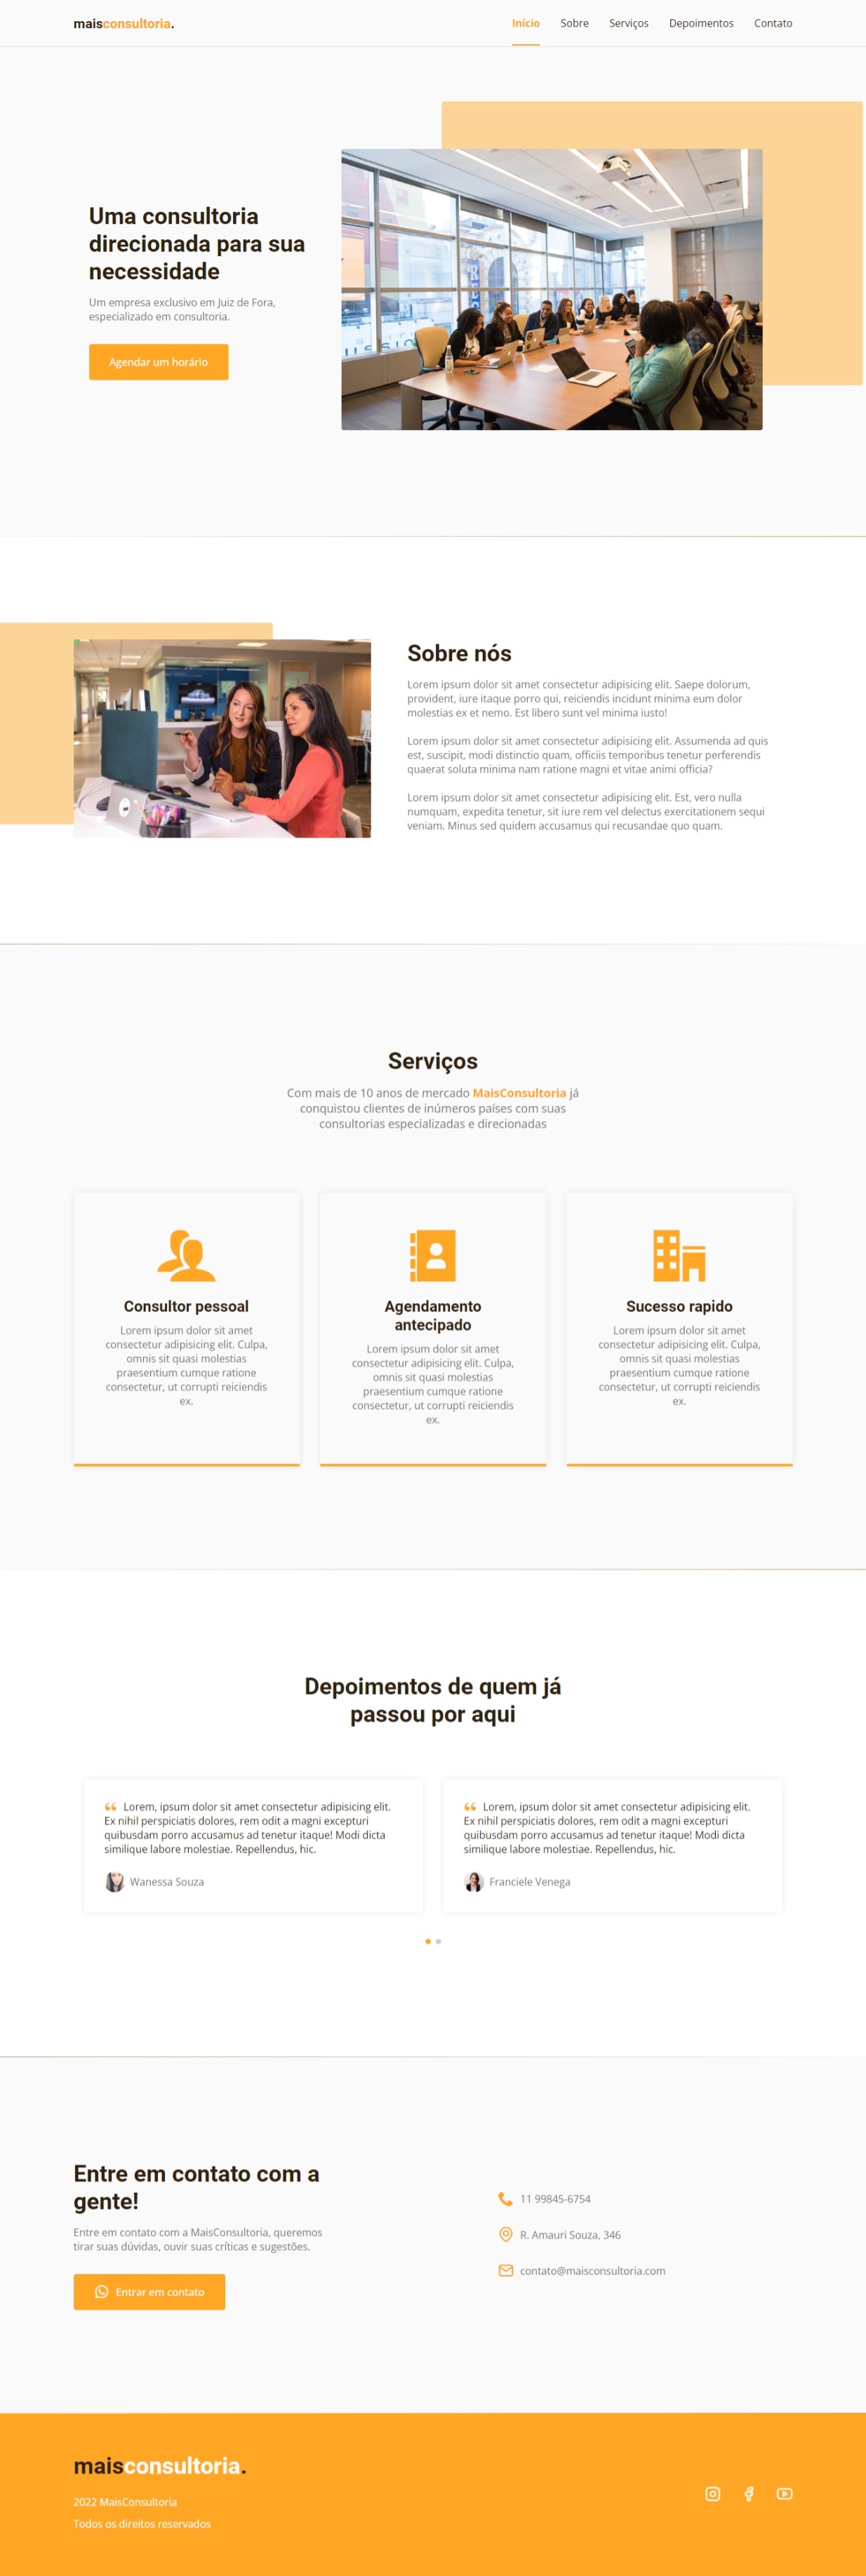 maisconsultoria.
Início Sobre Serviços Depoimentos Contato
Uma consultoria
direcionada para sua
necessidade
Um empresa exclusivo em Juiz de Fora,
especializado em consultoria.
Agendar um horário
Sobre nós
Lorem ipsum dolor sit amet consectetur adipisicing elit. Saepe dolorum,
provident, iure itaque porro qui, reiciendis incidunt minima eum dolor
molestias ex et nemo. Est libero sunt vel minima iusto!
Lorem ipsum dolor sit amet consectetur adipisicing elit. Assumenda ad quis
est, suscipit, modi distinctio quam, officiis temporibus tenetur perferendis
quaerat soluta minima nam ratione magni et vitae animi officia?
Lorem ipsum dolor sit amet consectetur adipisicing elit. Est, vero nulla
numquam, expedita tenetur, sit iure rem vel delectus exercitationem sequi
veniam. Minus sed quidem accusamus qui recusandae quo quam.
Serviços
Com mais de 10 anos de mercado MaisConsultoria já
conquistou clientes de inúmeros países com suas
consultorias especializadas e direcionadas
Consultor pessoal
Lorem ipsum dolor sit amet
consectetur adipisicing elit. Culpa,
omnis sit quasi molestias
praesentium cumque ratione
consectetur, ut corrupti reiciendis
ex.
Agendamento
antecipado
Lorem ipsum dolor sit amet
consectetur adipisicing elit. Culpa,
omnis sit quasi molestias
praesentium cumque ratione
consectetur, ut corrupti reiciendis
ex.
Sucesso rapido
Lorem ipsum dolor sit amet
consectetur adipisicing elit. Culpa,
omnis sit quasi molestias
praesentium cumque ratione
consectetur, ut corrupti reiciendis
ex.
Depoimentos de quem já
passou por aqui
“ Lorem, ipsum dolor sit amet consectetur adipisicing elit.
Ex nihil perspiciatis dolores, rem odit a magni excepturi
quibusdam porro accusamus ad tenetur itaque! Modi dicta
similique labore molestiae. Repellendus, hic.
Wanessa Souza
“ Lorem, ipsum dolor sit amet consectetur adipisicing elit.
Ex nihil perspiciatis dolores, rem odit a magni excepturi
quibusdam porro accusamus ad tenetur itaque! Modi dicta
similique labore molestiae. Repellendus, hic.
Franciele Venega
Entre em contato com a
gente!
Entre em contato com a MaisConsultoria, queremos
tirar suas dúvidas, ouvir suas críticas e sugestões.
Entrar em contato
11 99845-6754
R. Amauri Souza, 346
contato@maisconsultoria.com
maisconsultoria.
2022 MaisConsultoria
Todos os direitos reservados